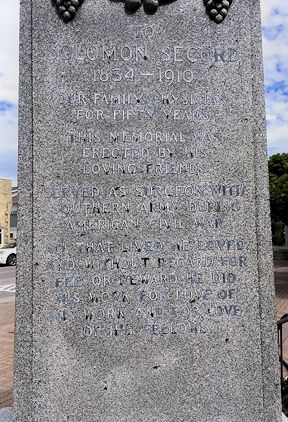 TO
SOLOMON SECORD
1834—1910
OUR FAMILY PHYSICIAN
FOR FIFTY YEARS
THIS MEMORIAL WAS
ERECTED BY HIS
LOVING FRIENDS
SERVED AS SURGEON WITH
SOUTHERN ARMY DURING
AMERICAN CIVIL WAR
ALL THAT LIVED HE LOVED
AND WITHOUT REGARD FOR
FEE OR REWARD HE DID
HIS WORK FOR LOVE OF
HIS WORK AND FOR LOVE
OF HIS FELLOWS